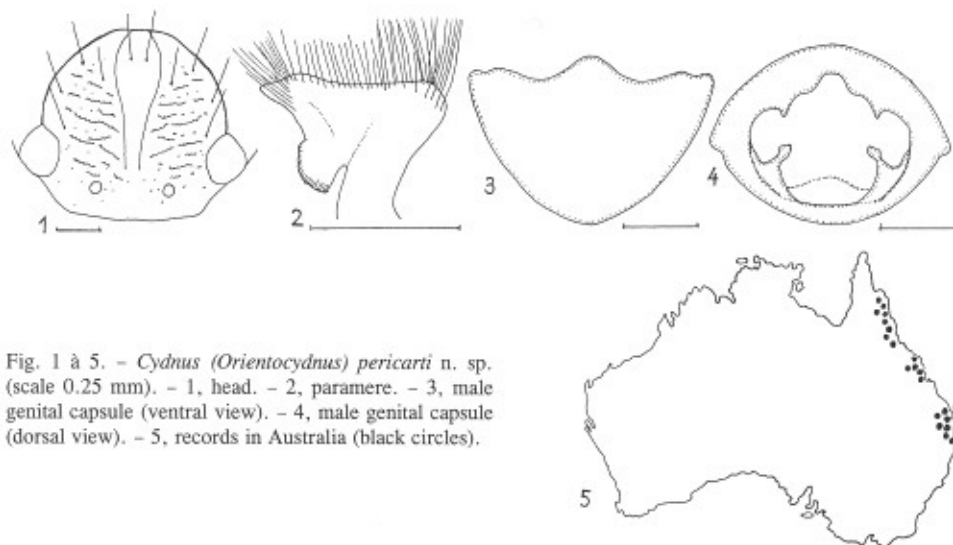 1
2
3
4
Fig. 1 à 5. – Cydnus (Orientocydnus) pericarti n. sp.
(scale 0.25 mm). – 1, head. – 2, paramere. – 3, male
genital capsule (ventral view). – 4, male genital capsule
(dorsal view). – 5, records in Australia (black circles).
5